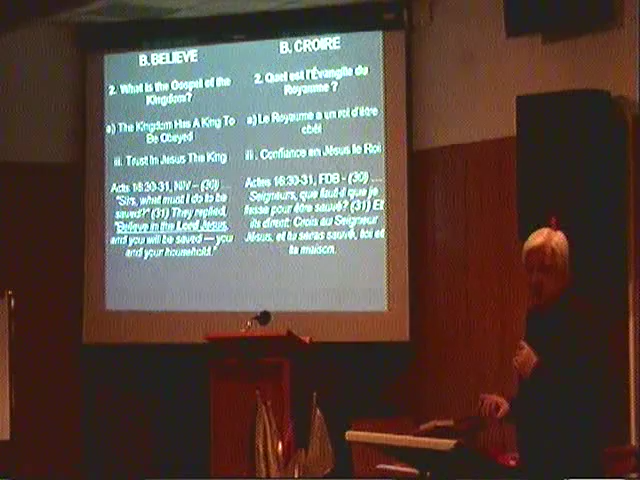 B. BELIEVE
2. What Is the Gospel of the
Kingdom?
a) The Kingdom Has A King To
Be Obeyed
iii. Trust In Jesus The King
Acts 16:30-31, NIV – (30) ...
"Sirs, what must I do to be
saved?" (31) They replied,
"Believe in the Lord Jesus,
and you will be saved — you
and your household."
B. CROIRE
2. Quel est l'Évangile du
Royaume ?
a) Le Royaume a un roi d'être
obéi
iii. Confiance en Jésus le Roi
Actes 16:30-31, FDB - (30) ...
Seigneurs, que faut-il que je
fasse pour être sauvé? (31) Et
ils dirent: Crois au Seigneur
Jésus, et tu seras sauvé, toi et
ta maison.